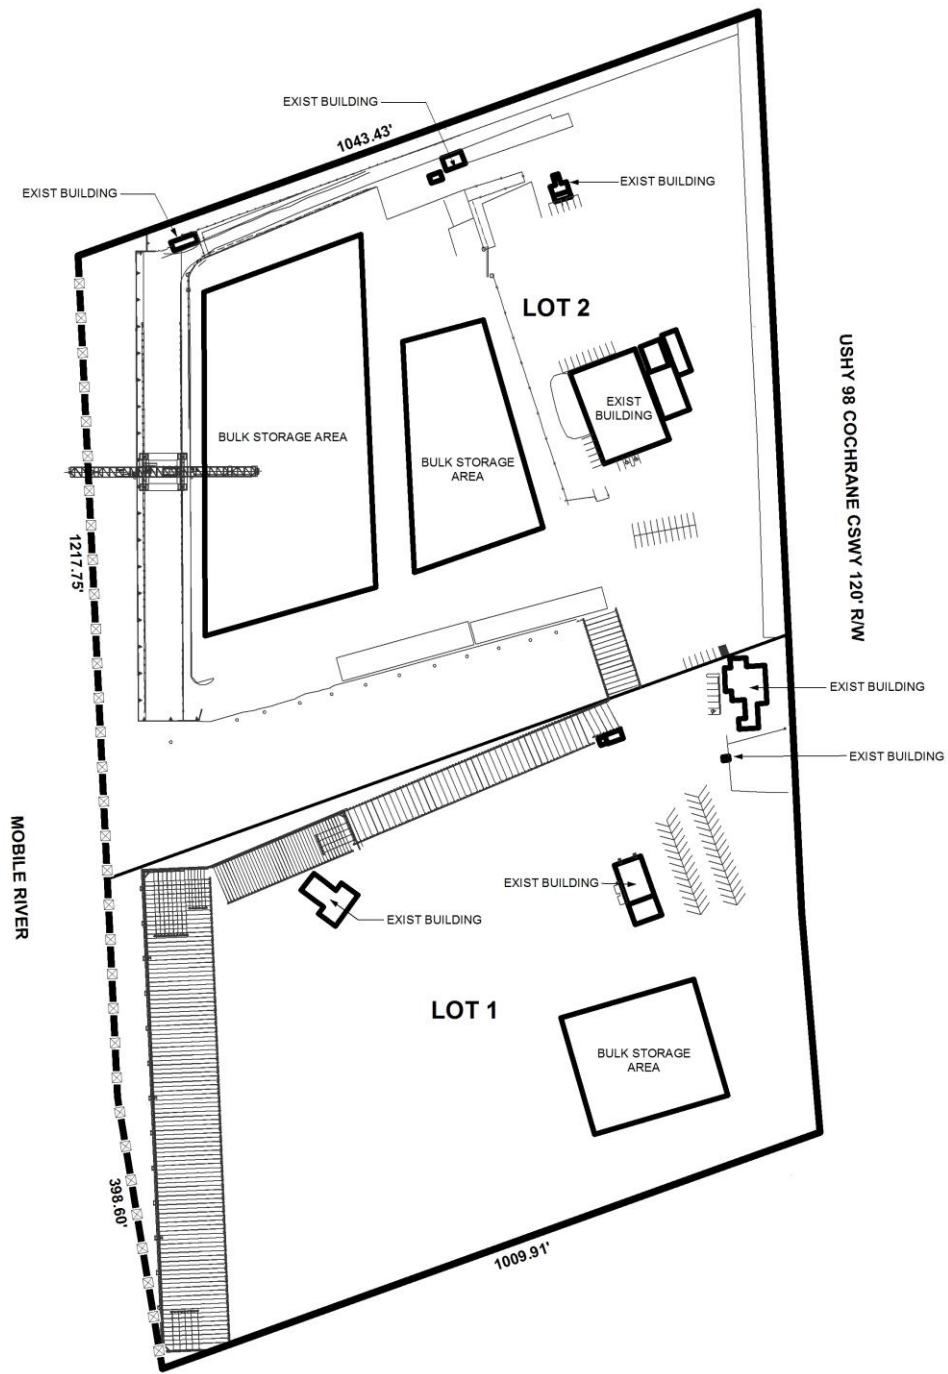 EXIST BUILDING
1043.43'
EXIST BUILDING
EXIST BUILDING
LOT 2
USHY 98 COCHRANE CSWY 120' R/W
EXIST
BUILDING
BULK STORAGE AREA
BULK STORAGE
AREA
1217.75'
EXIST BUILDING
EXIST BUILDING
MOBILE RIVER
EXIST BUILDING
EXIST BUILDING
LOT 1
BULK STORAGE
AREA
398.60'
1009.91'